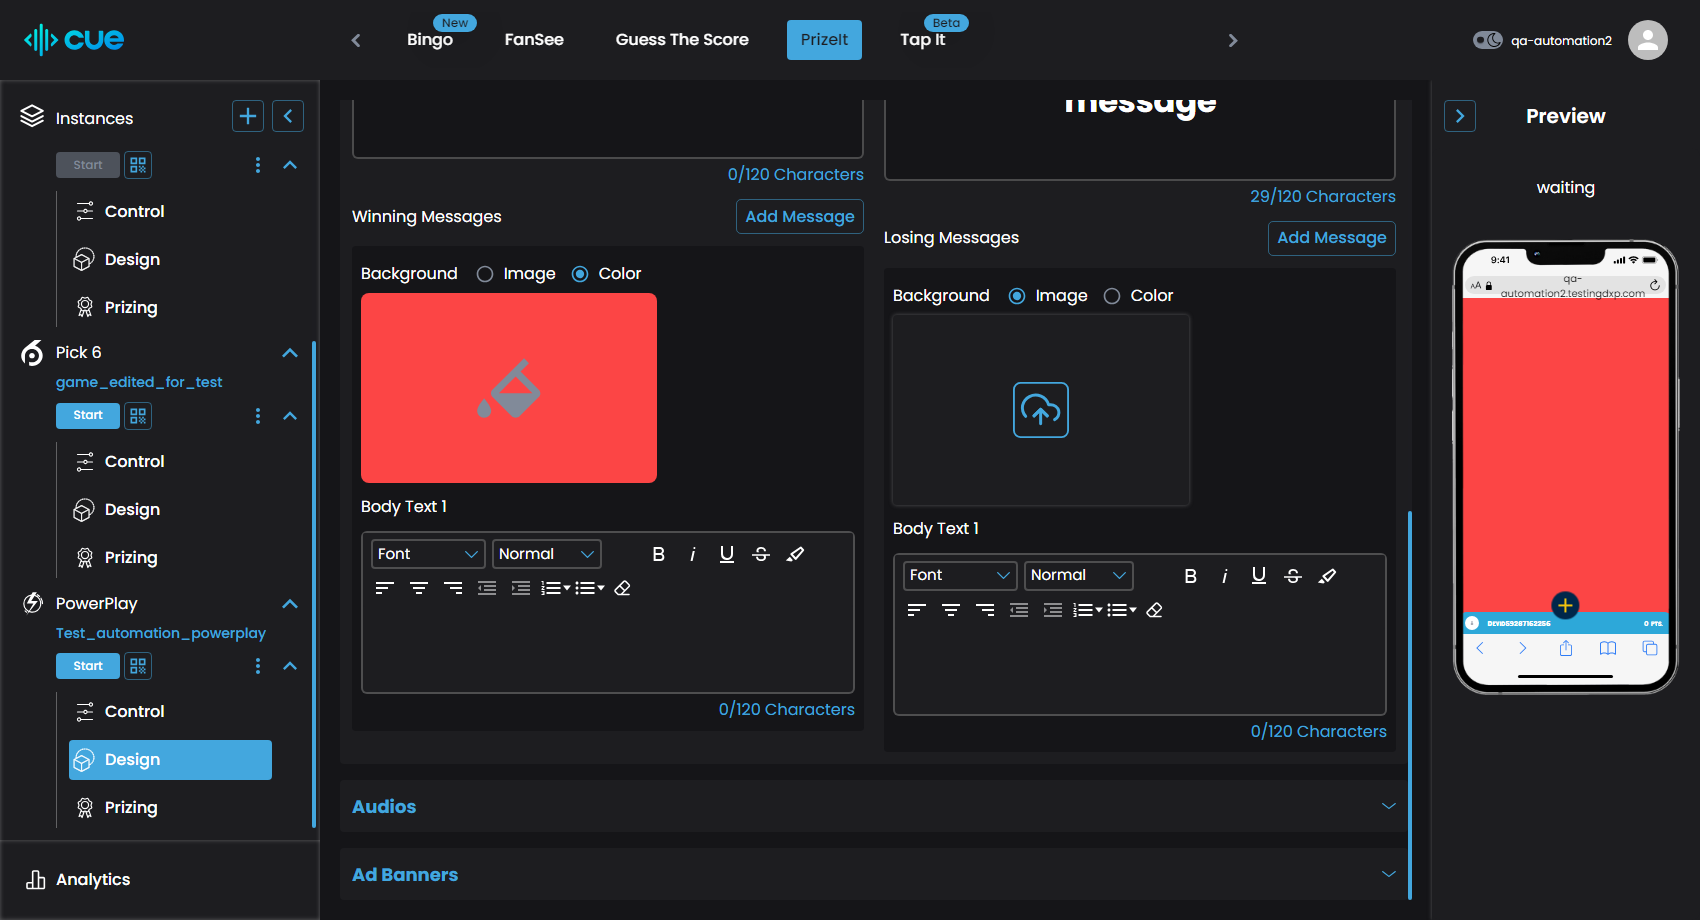 cue
Bingo
New
FanSee
Guess The Score
PrizeIt
Tap It
Beta
qa-automation2
Instances
Start
Control
Design
Prizing
Pick 6
game_edited_for_test
Start
Control
Design
Prizing
PowerPlay
Test_automation_powerplay
Start
Control
Design
Prizing
Analytics
0/120 Characters
Winning Messages
Add Message
Background
Image
Color
Body Text 1
Font
Normal
B
i
U
S
0/120 Characters
message
29/120 Characters
Losing Messages
Add Message
Background
Image
Color
Body Text 1
Font
Normal
B
i
U
S
0/120 Characters
Audios
Ad Banners
Preview
waiting
9:41
AA
qa-
automation2.testingdxp.com
0 PTS.